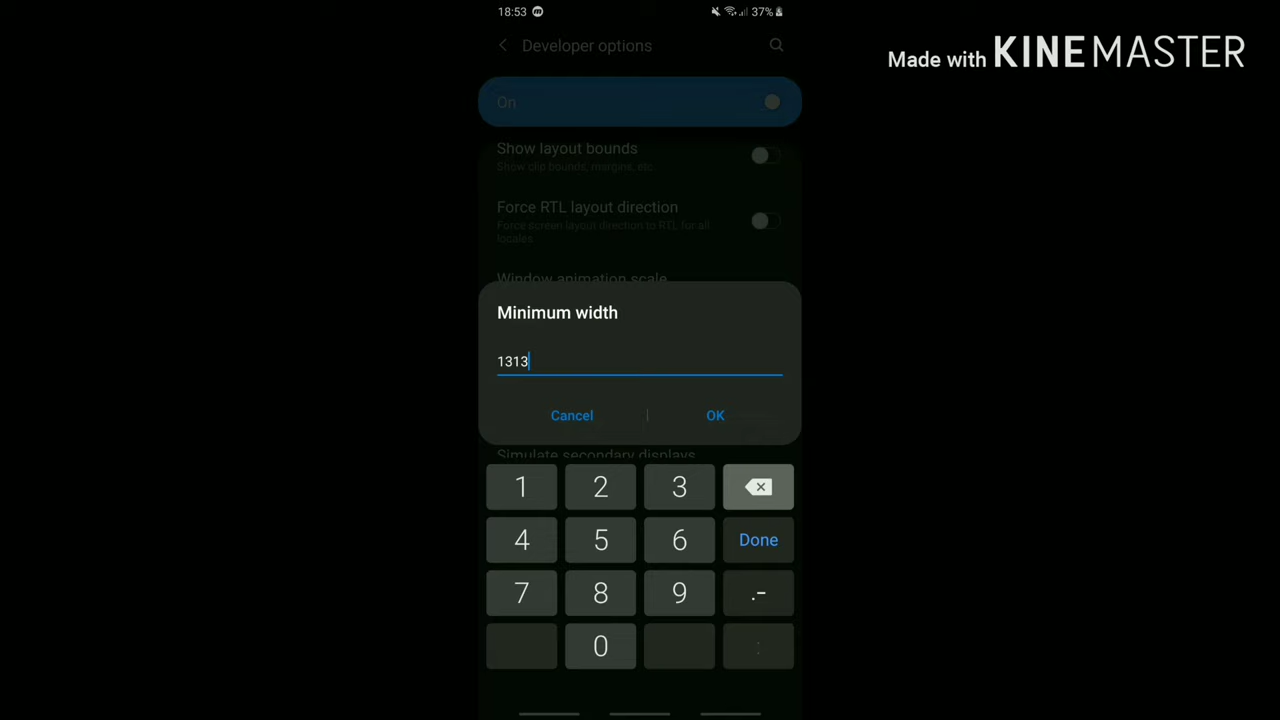 18:53
37%
Developer options
Made with KINEMASTER
On
Show layout bounds
Show clip bounds, margins, etc.
Force RTL layout direction
Force screen layout direction to RTL for all
locales.
Window animation scale
Minimum width
1313
Cancel
OK
Simulate secondary displays
1 2 3
4 5 6 Done
7 8 9 .-
0 :